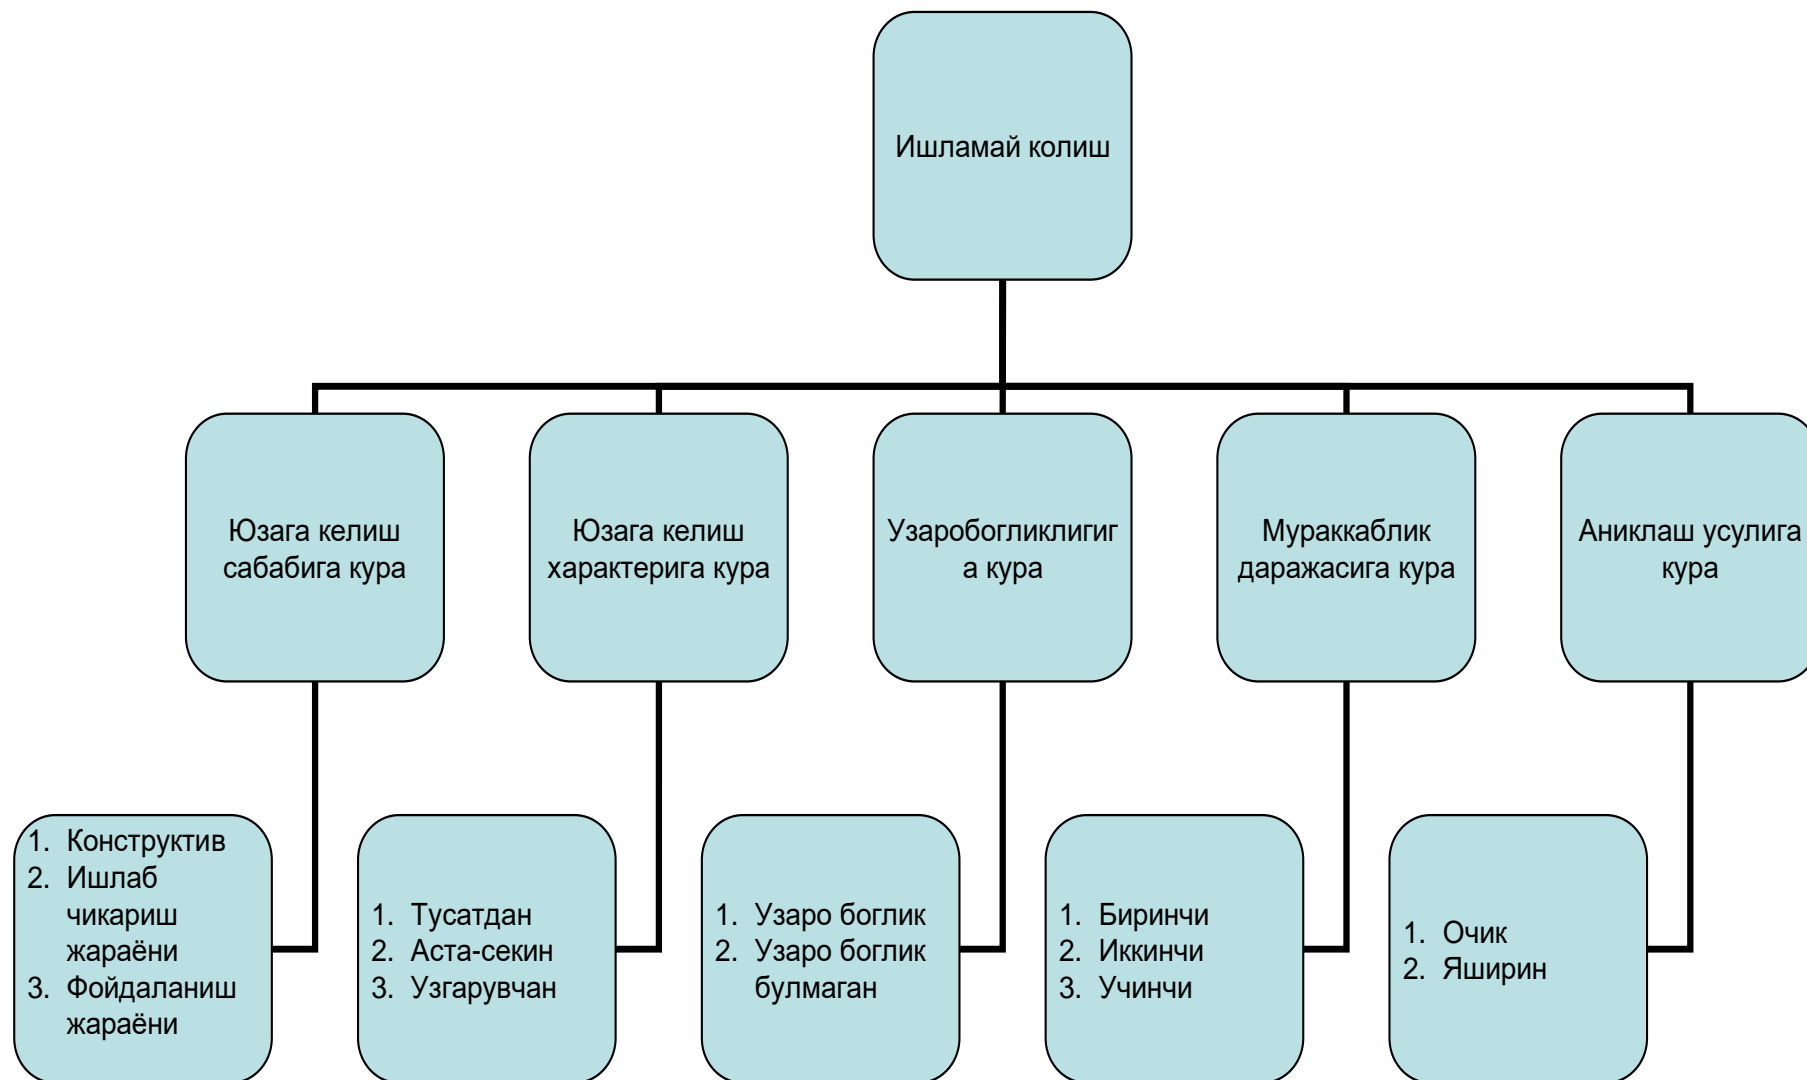 Ишламай колиш
Юзага келиш
сабабига кура
Юзага келиш
характерига кура
Узаробогликлигиг
а кура
Мураккаблик
даражасига кура
Аниклаш усулига
кура
1. Конструктив
2. Ишлаб
чикариш
жараёни
3. Фойдаланиш
жараёни
1. Тусатдан
2. Аста-секин
3. Узгарувчан
1. Узаро боглик
2. Узаро боглик
булмаган
1. Биринчи
2. Иккинчи
3. Учинчи
1. Очик
2. Яширин